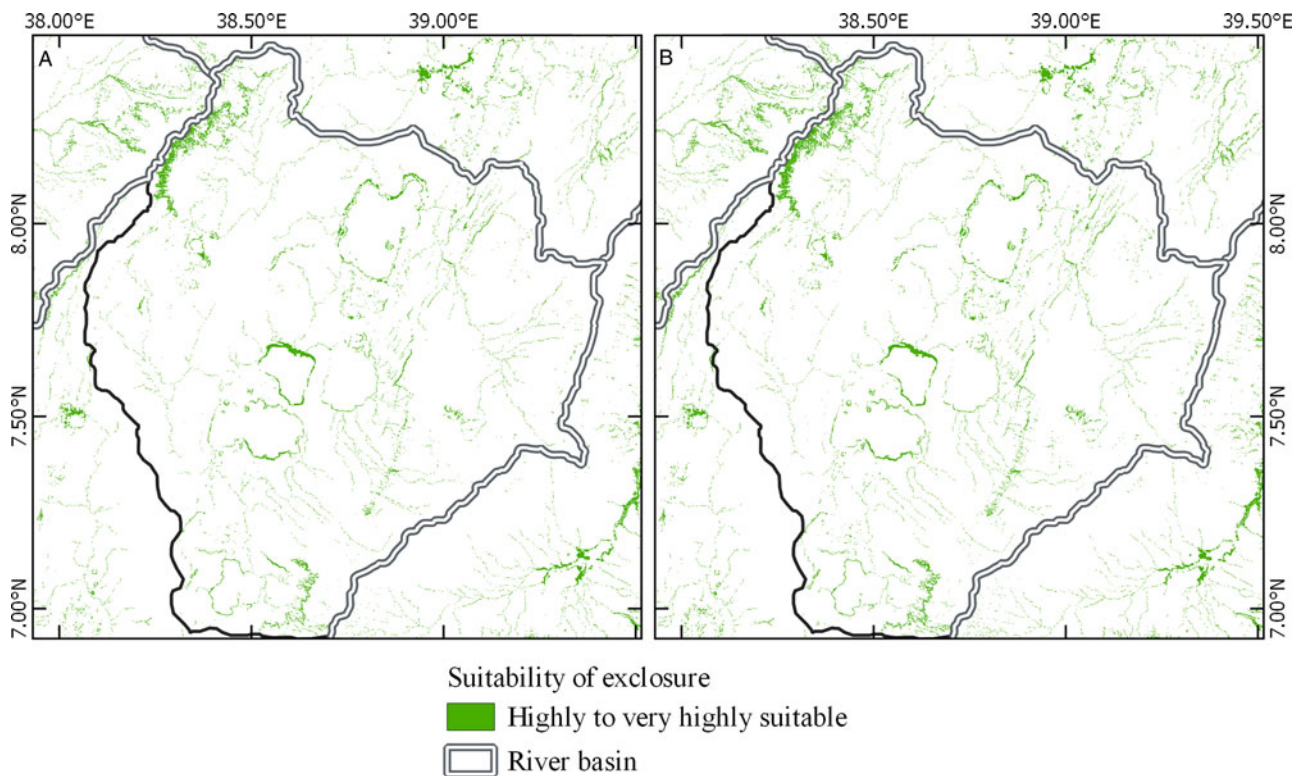 38.00°E 38.50°E 39.00°E 38.50°E 39.00°E 39.50°E
A B
8.00°N 8.00°N
7.50°N 7.50°N
7.00°N 7.00°N
Suitability of exclosure
Highly to very highly suitable
River basin